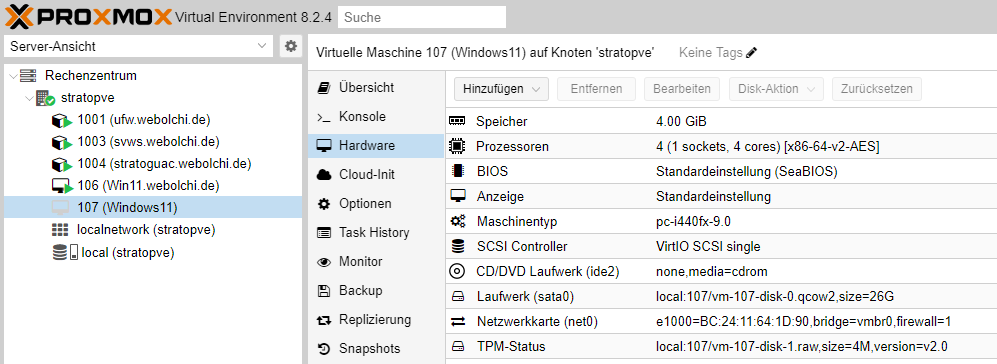 PROXMOX Virtual Environment 8.2.4 Suche
Server-Ansicht
Rechenzentrum
stratopve
1001 (ufw.webolchi.de)
1003 (svws.webolchi.de)
1004 (stratoguac.webolchi.de)
106 (Win11.webolchi.de)
107 (Windows11)
localnetwork (stratopve)
local (stratopve)
Virtuelle Maschine 107 (Windows11) auf Knoten 'stratopve' Keine Tags
Übersicht
Konsole
Hardware
Cloud-Init
Optionen
Task History
Monitor
Backup
Replizierung
Snapshots
Hinzufügen Entfernen Bearbeiten Disk-Aktion Zurücksetzen
Speicher 4.00 GiB
Prozessoren 4 (1 sockets, 4 cores) [x86-64-v2-AES]
BIOS Standardeinstellung (SeaBIOS)
Anzeige Standardeinstellung
Maschinentyp pc-i440fx-9.0
SCSI Controller VirtIO SCSI single
CD/DVD Laufwerk (ide2) none,media=cdrom
Laufwerk (sata0) local:107/vm-107-disk-0.qcow2,size=26G
Netzwerkkarte (net0) e1000=BC:24:11:64:1D:90,bridge=vmbr0,firewall=1
TPM-Status local:107/vm-107-disk-1.raw,size=4M,version=v2.0